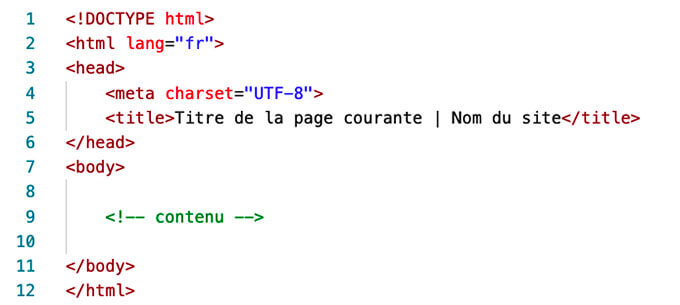 1 <!DOCTYPE html>
2 <html lang="fr">
3 <head>
4 <meta charset="UTF-8">
5 <title>Titre de la page courante | Nom du site</title>
6 </head>
7 <body>
8
9 <!-- contenu -->
10
11 </body>
12 </html>